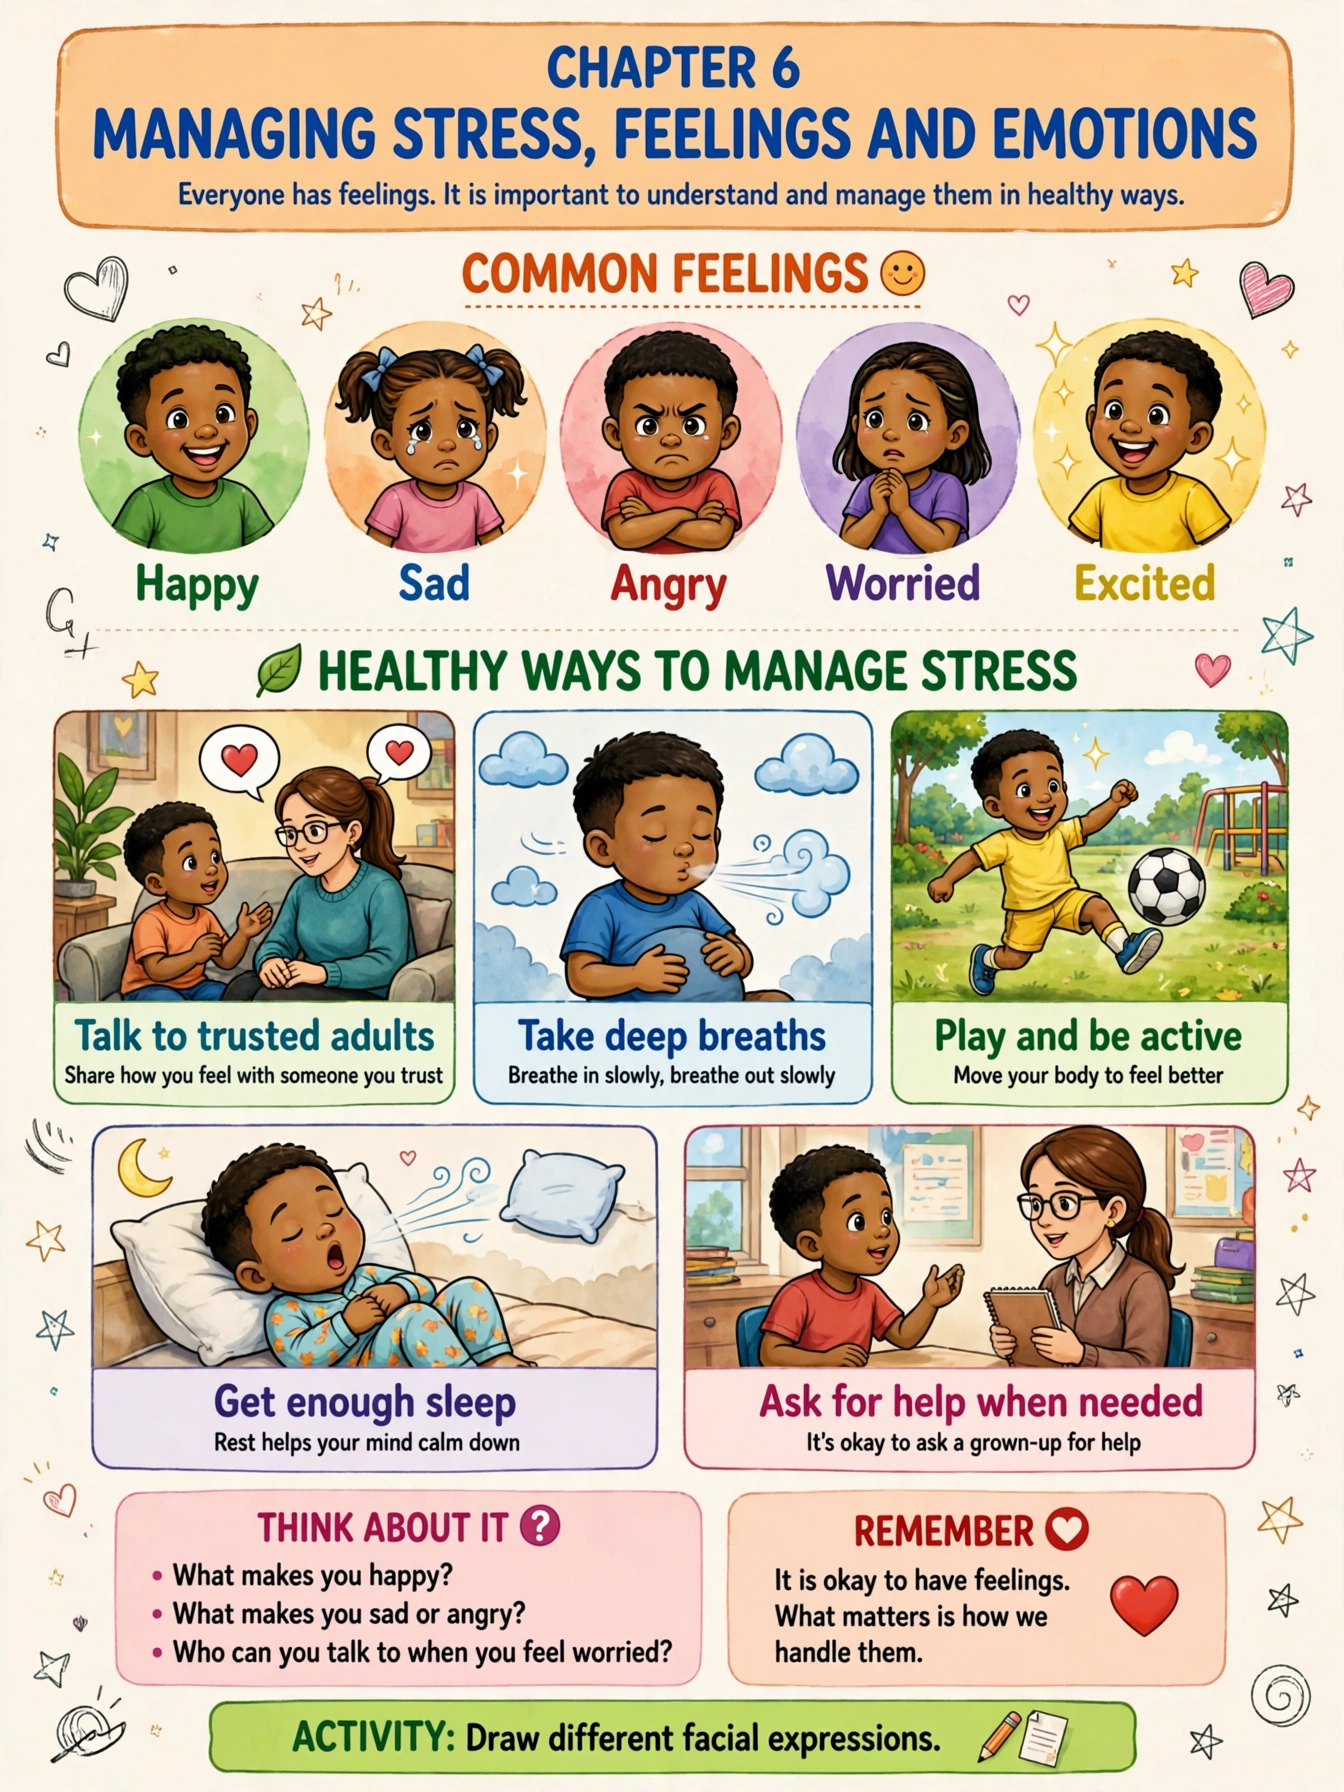 CHAPTER 6
MANAGING STRESS, FEELINGS AND EMOTIONS
Everyone has feelings. It is important to understand and manage them in healthy ways.
COMMON FEELINGS
Happy
Sad
Angry
Worried
Excited
HEALTHY WAYS TO MANAGE STRESS
Talk to trusted adults
Share how you feel with someone you trust
Take deep breaths
Breathe in slowly, breathe out slowly
Play and be active
Move your body to feel better
Get enough sleep
Rest helps your mind calm down
Ask for help when needed
It's okay to ask a grown-up for help
THINK ABOUT IT ?
• What makes you happy?
• What makes you sad or angry?
• Who can you talk to when you feel worried?
REMEMBER
It is okay to have feelings.
What matters is how we
handle them.
ACTIVITY: Draw different facial expressions.